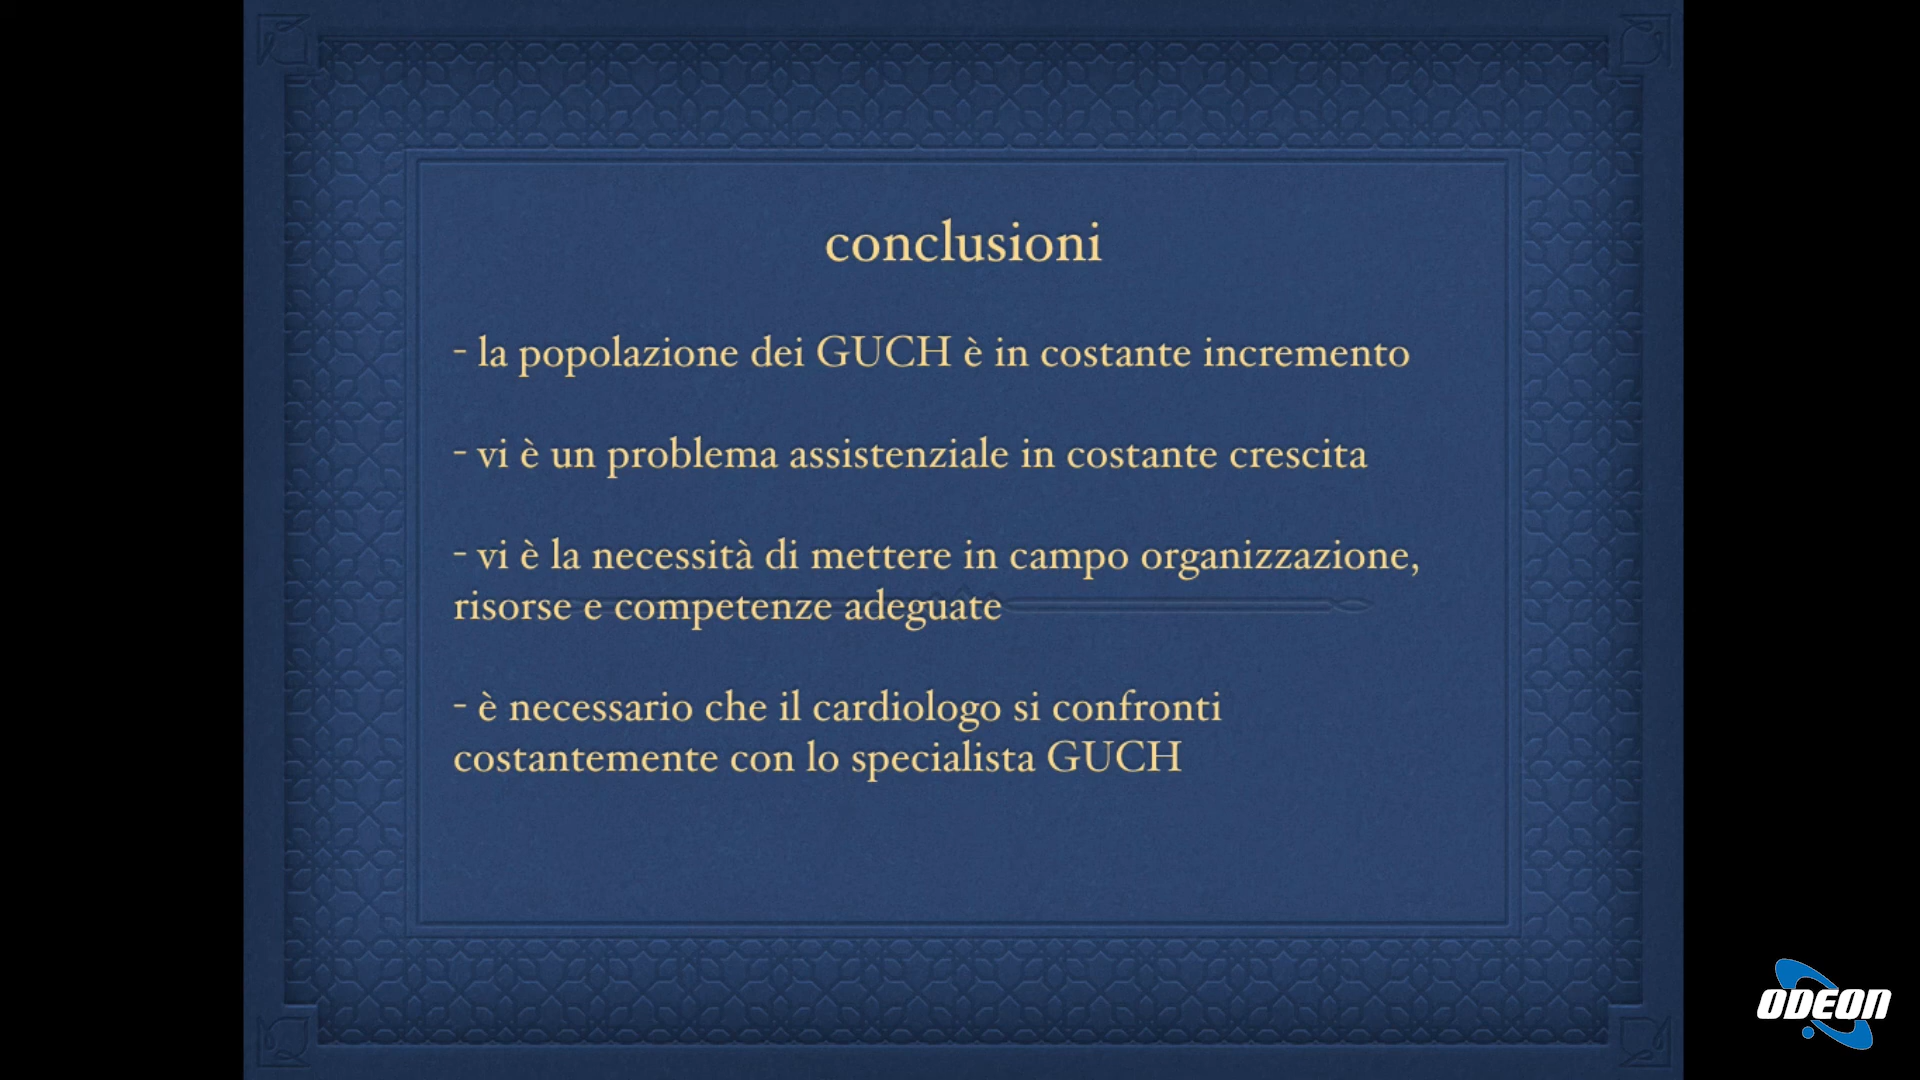 conclusioni
- la popolazione dei GUCH è in costante incremento
- vi è un problema assistenziale in costante crescita
- vi è la necessità di mettere in campo organizzazione,
risorse e competenze adeguate
- è necessario che il cardiologo si confronti
costantemente con lo specialista GUCH
ODEON